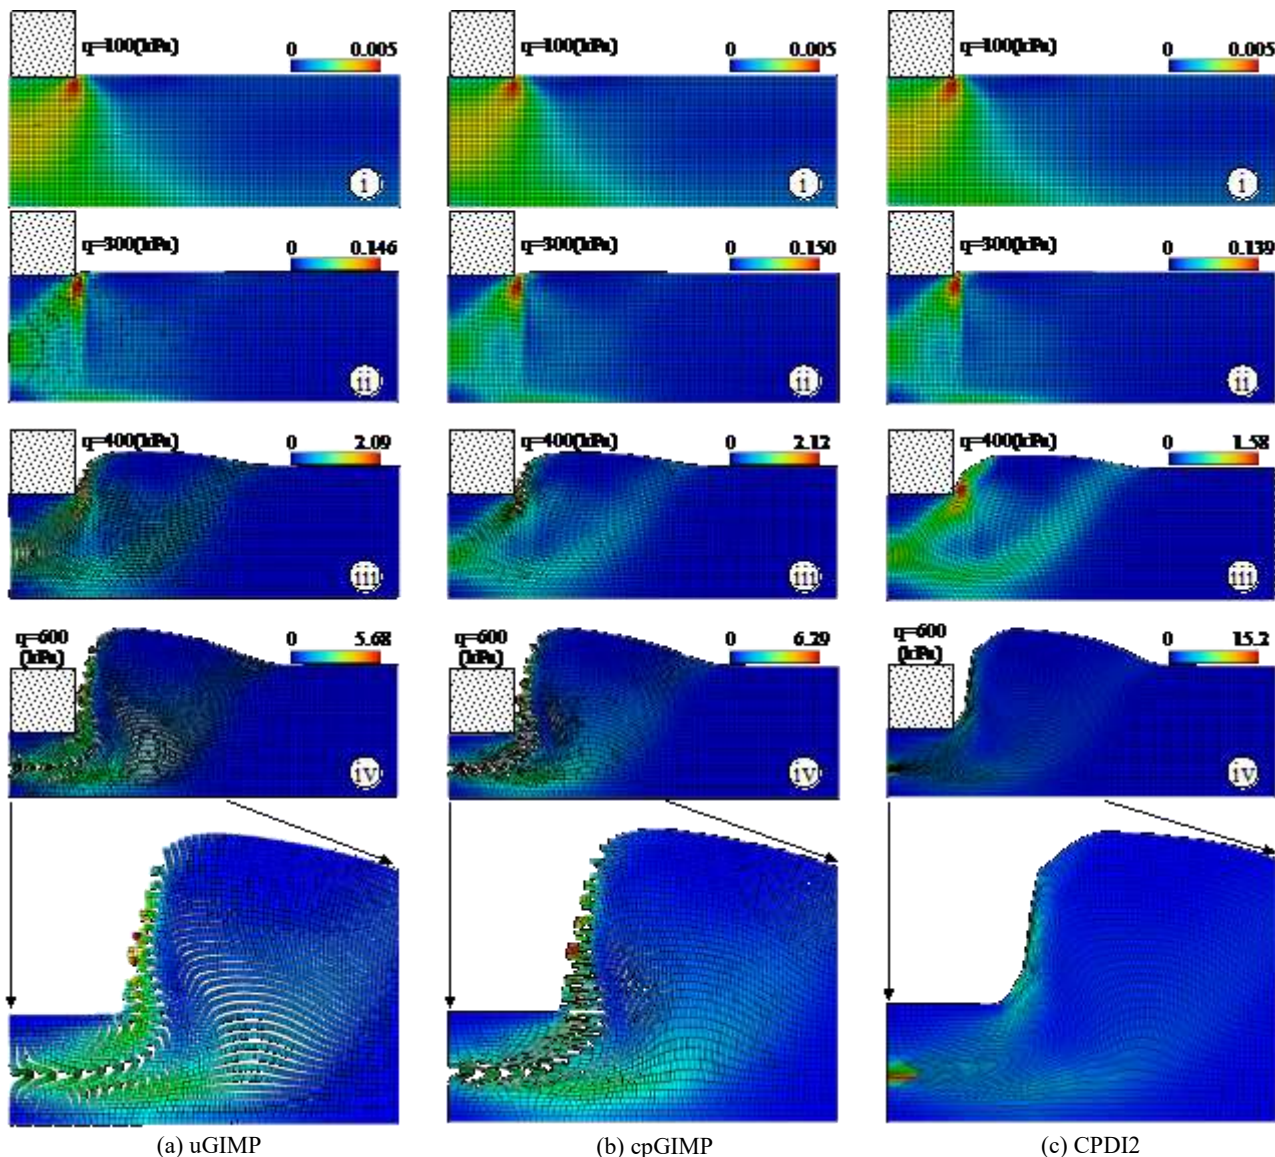 q=100(kPa) 0 0.005 q=100(kPa) 0 0.005 q=100(kPa) 0 0.005
i i i
q=300(kPa) 0 0.146 q=300(kPa) 0 0.150 q=300(kPa) 0 0.139
ii ii ii
q=400(kPa) 0 2.09 q=400(kPa) 0 2.12 q=400(kPa) 0 1.58
iii iii iii
q=600 0 5.68 q=600 0 6.29 q=600 0 15.2
(kPa) (kPa) (kPa)
iv iv iv
(a) uGIMP (b) cpGIMP (c) CPDI2